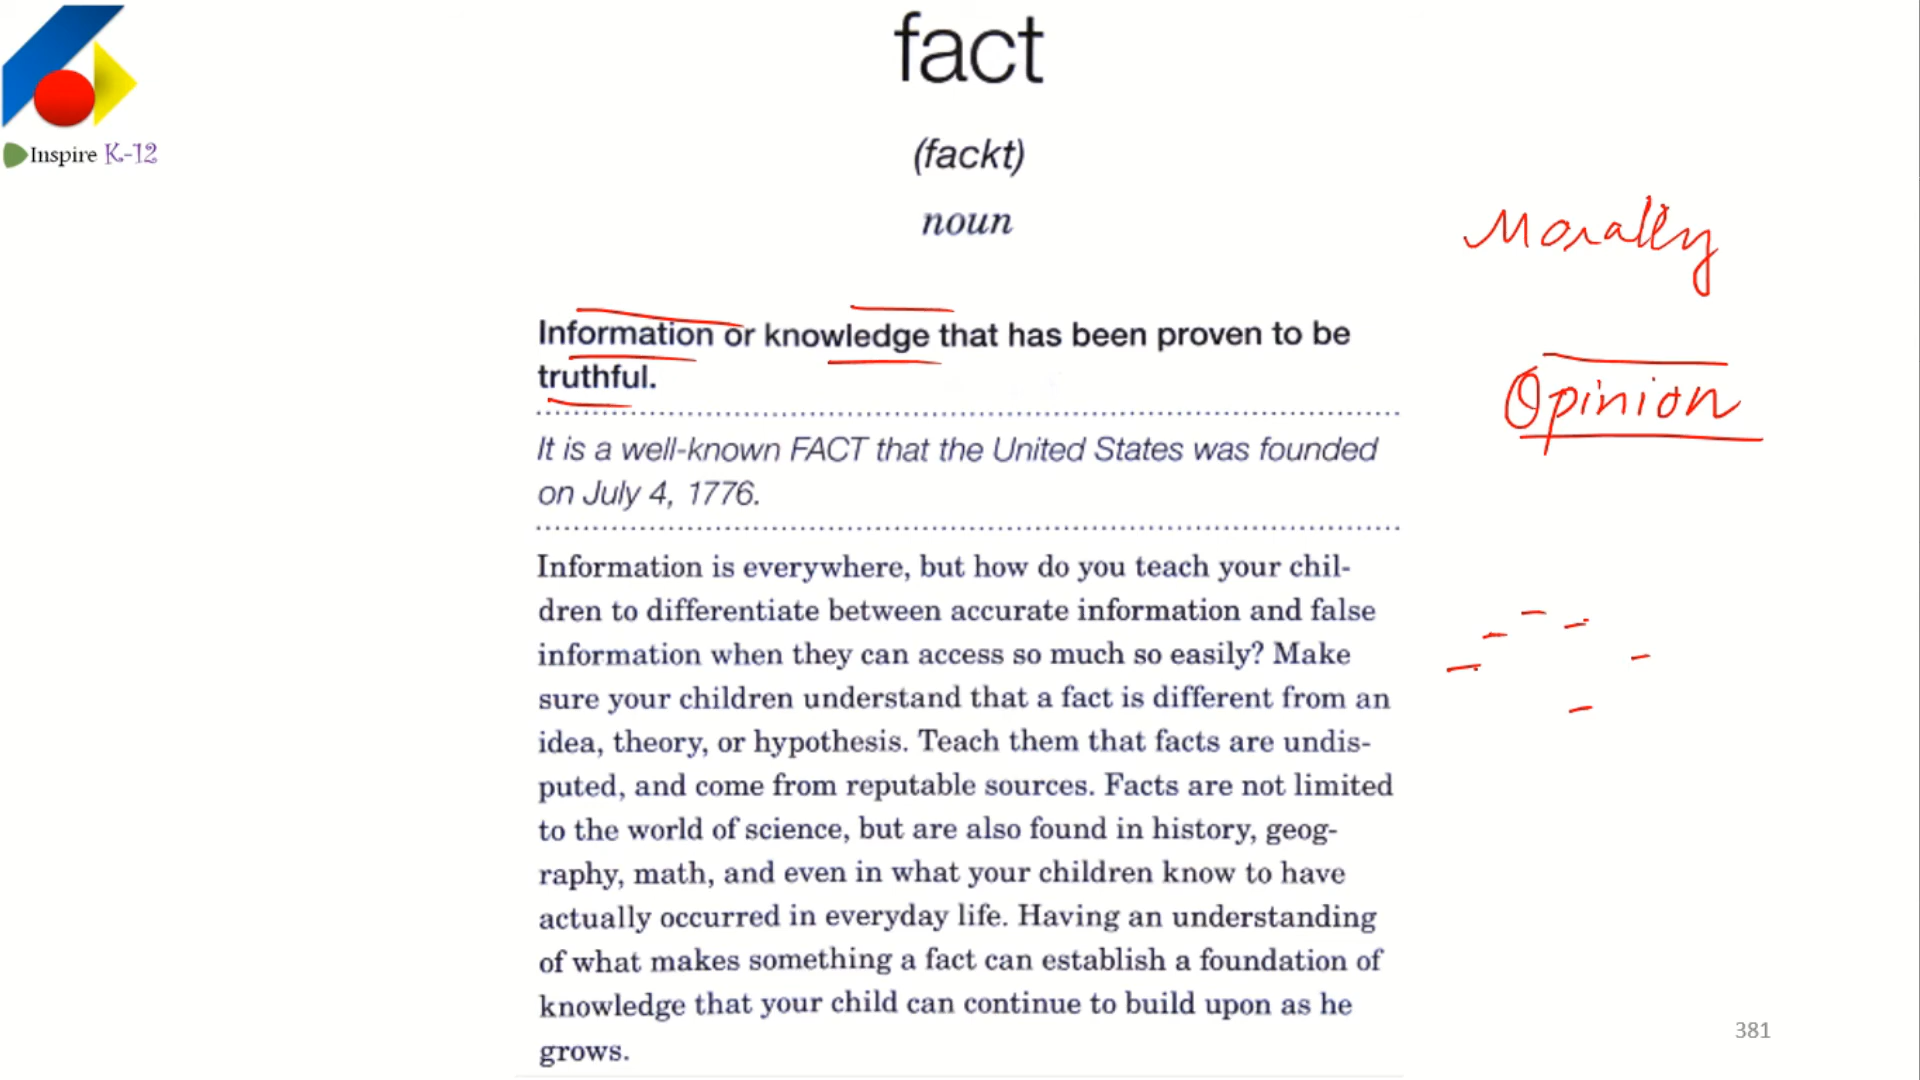 fact
Inspire K-12
(fackt)
noun
Morally
Information or knowledge that has been proven to be
truthful.
Opinion
It is a well-known FACT that the United States was founded
on July 4, 1776.
Information is everywhere, but how do you teach your chil-
dren to differentiate between accurate information and false
information when they can access so much so easily? Make
sure your children understand that a fact is different from an
idea, theory, or hypothesis. Teach them that facts are undis-
puted, and come from reputable sources. Facts are not limited
to the world of science, but are also found in history, geog-
raphy, math, and even in what your children know to have
actually occurred in everyday life. Having an understanding
of what makes something a fact can establish a foundation of
knowledge that your child can continue to build upon as he
grows.
381